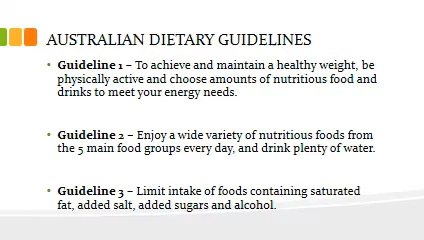 AUSTRALIAN DIETARY GUIDELINES
• Guideline 1 – To achieve and maintain a healthy weight, be
physically active and choose amounts of nutritious food and
drinks to meet your energy needs.
• Guideline 2 – Enjoy a wide variety of nutritious foods from
the 5 main food groups every day, and drink plenty of water.
• Guideline 3 – Limit intake of foods containing saturated
fat, added salt, added sugars and alcohol.